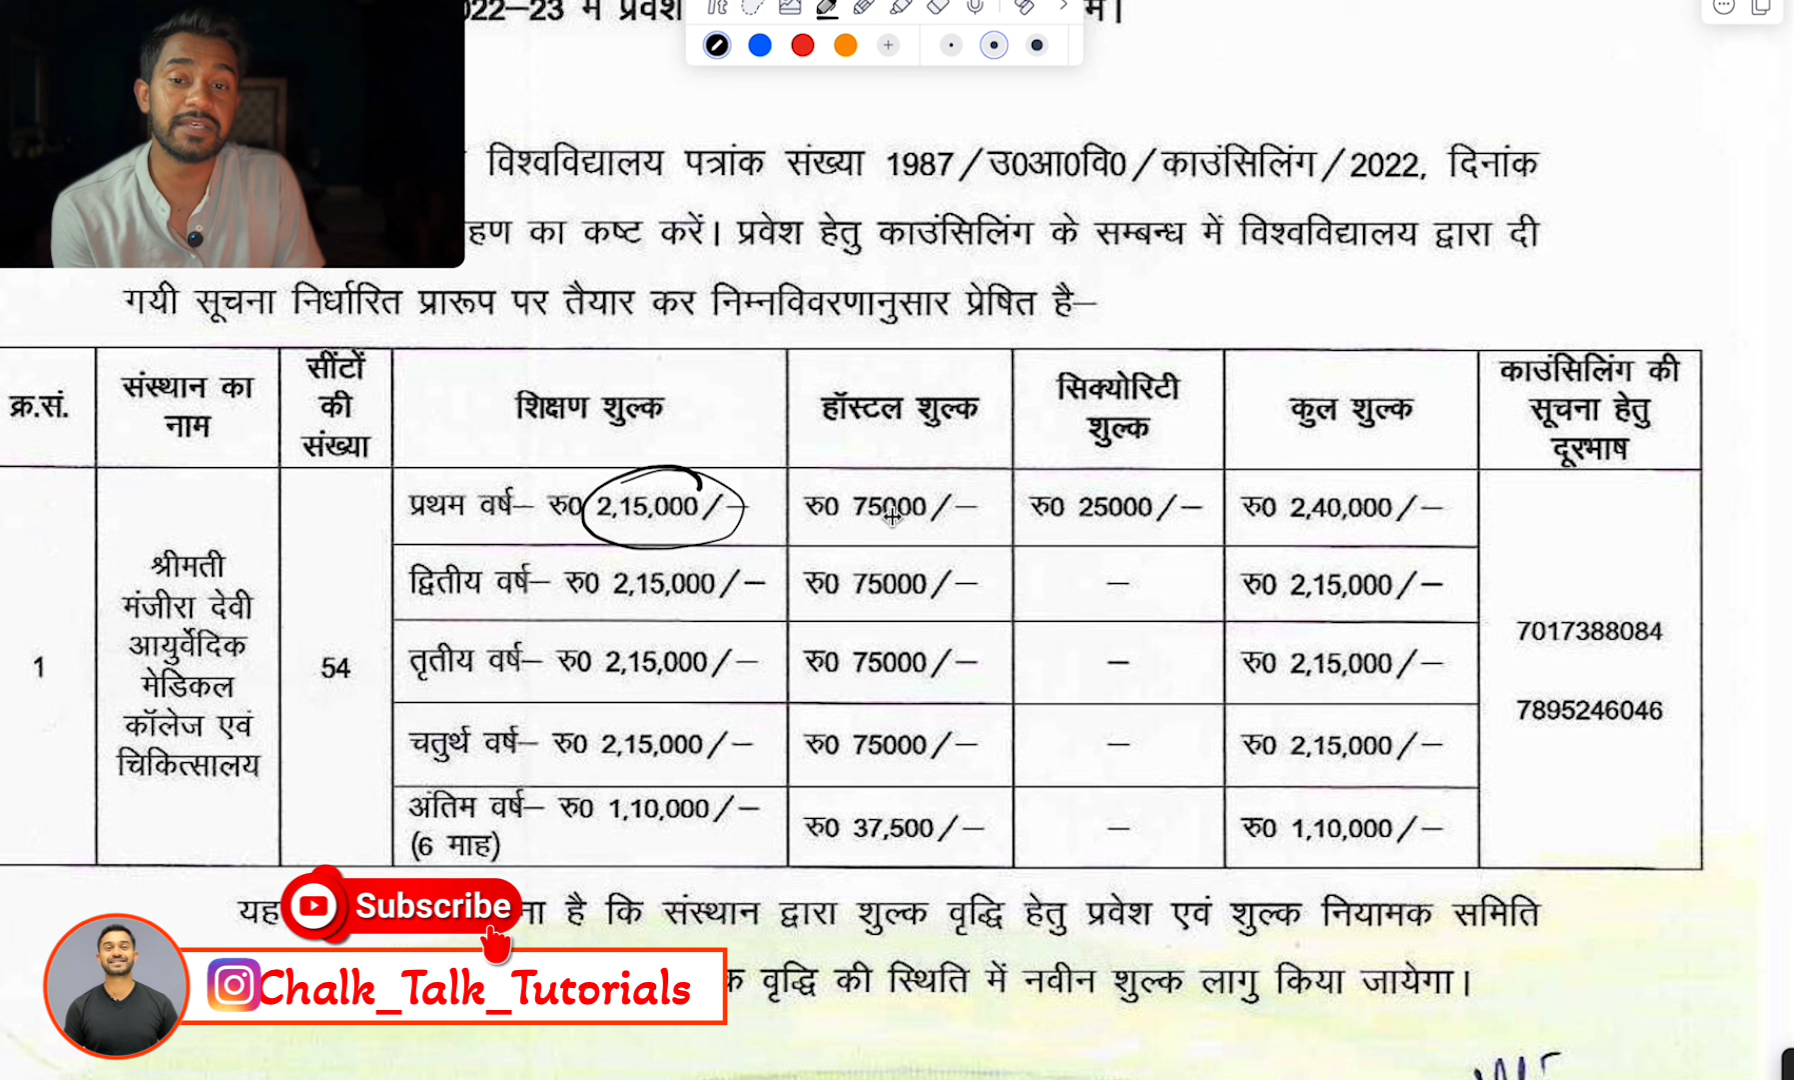 022–23 में प्रवेश
में।
विश्वविद्यालय पत्रांक संख्या 1987/उ0आ0वि0/काउंसिलिंग/2022, दिनांक
हण का कष्ट करें। प्रवेश हेतु काउंसिलिंग के सम्बन्ध में विश्वविद्यालय द्वारा दी
गयी सूचना निर्धारित प्रारूप पर तैयार कर निम्नविवरणानुसार प्रेषित है–
क्र.सं.
संस्थान का
नाम
सींटों
की
संख्या
शिक्षण शुल्क
हॉस्टल शुल्क
सिक्योरिटी
शुल्क
कुल शुल्क
काउंसिलिंग की
सूचना हेतु
दूरभाष
1
श्रीमती
मंजीरा देवी
आयुर्वेदिक
मेडिकल
कॉलेज एवं
चिकित्सालय
54
प्रथम वर्ष– रु0 2,15,000/–
रु0 75000/–
रु0 25000/–
रु0 2,40,000/–
द्वितीय वर्ष– रु0 2,15,000/–
रु0 75000/–
–
रु0 2,15,000/–
तृतीय वर्ष– रु0 2,15,000/–
रु0 75000/–
–
रु0 2,15,000/–
चतुर्थ वर्ष– रु0 2,15,000/–
रु0 75000/–
–
रु0 2,15,000/–
अंतिम वर्ष– रु0 1,10,000/–
(6 माह)
रु0 37,500/–
–
रु0 1,10,000/–
7017388084
7895246046
यह
ना है कि संस्थान द्वारा शुल्क वृद्धि हेतु प्रवेश एवं शुल्क नियामक समिति
Subscribe
Chalk_Talk_Tutorials
क वृद्धि की स्थिति में नवीन शुल्क लागु किया जायेगा।